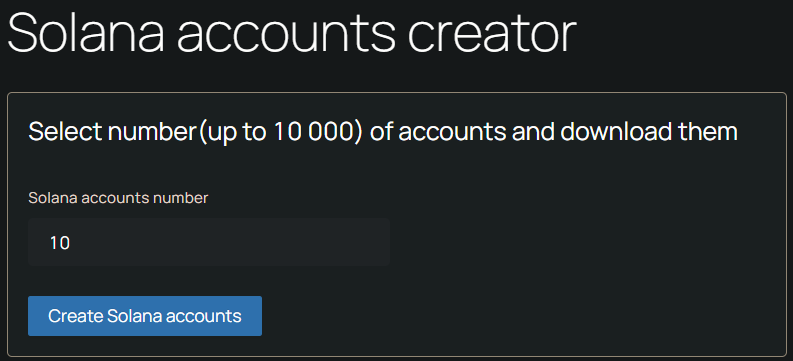 Solana accounts creator
Select number(up to 10 000) of accounts and download them
Solana accounts number
10
Create Solana accounts